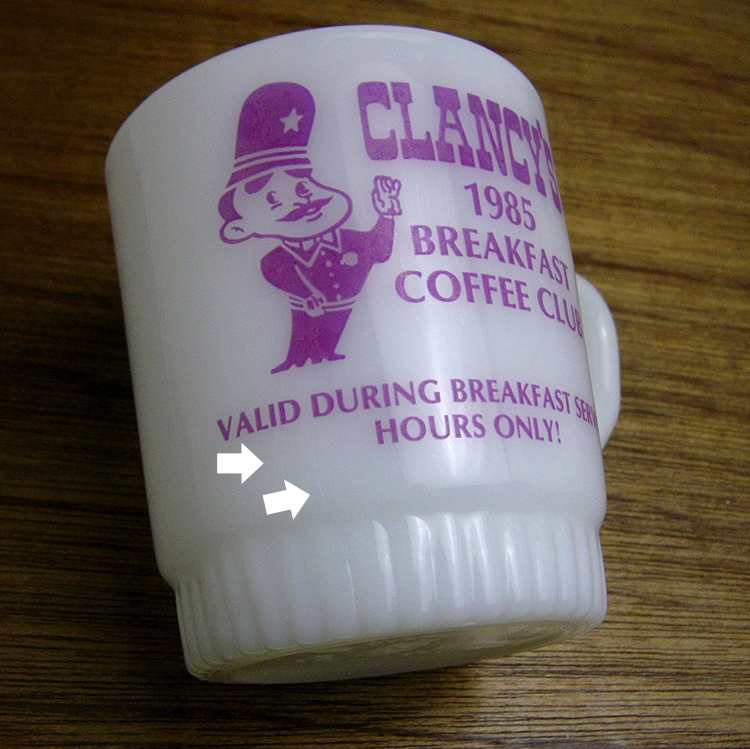 CLANCY'S
1985
BREAKFAST
COFFEE CLUB
VALID DURING BREAKFAST
HOURS ONLY!